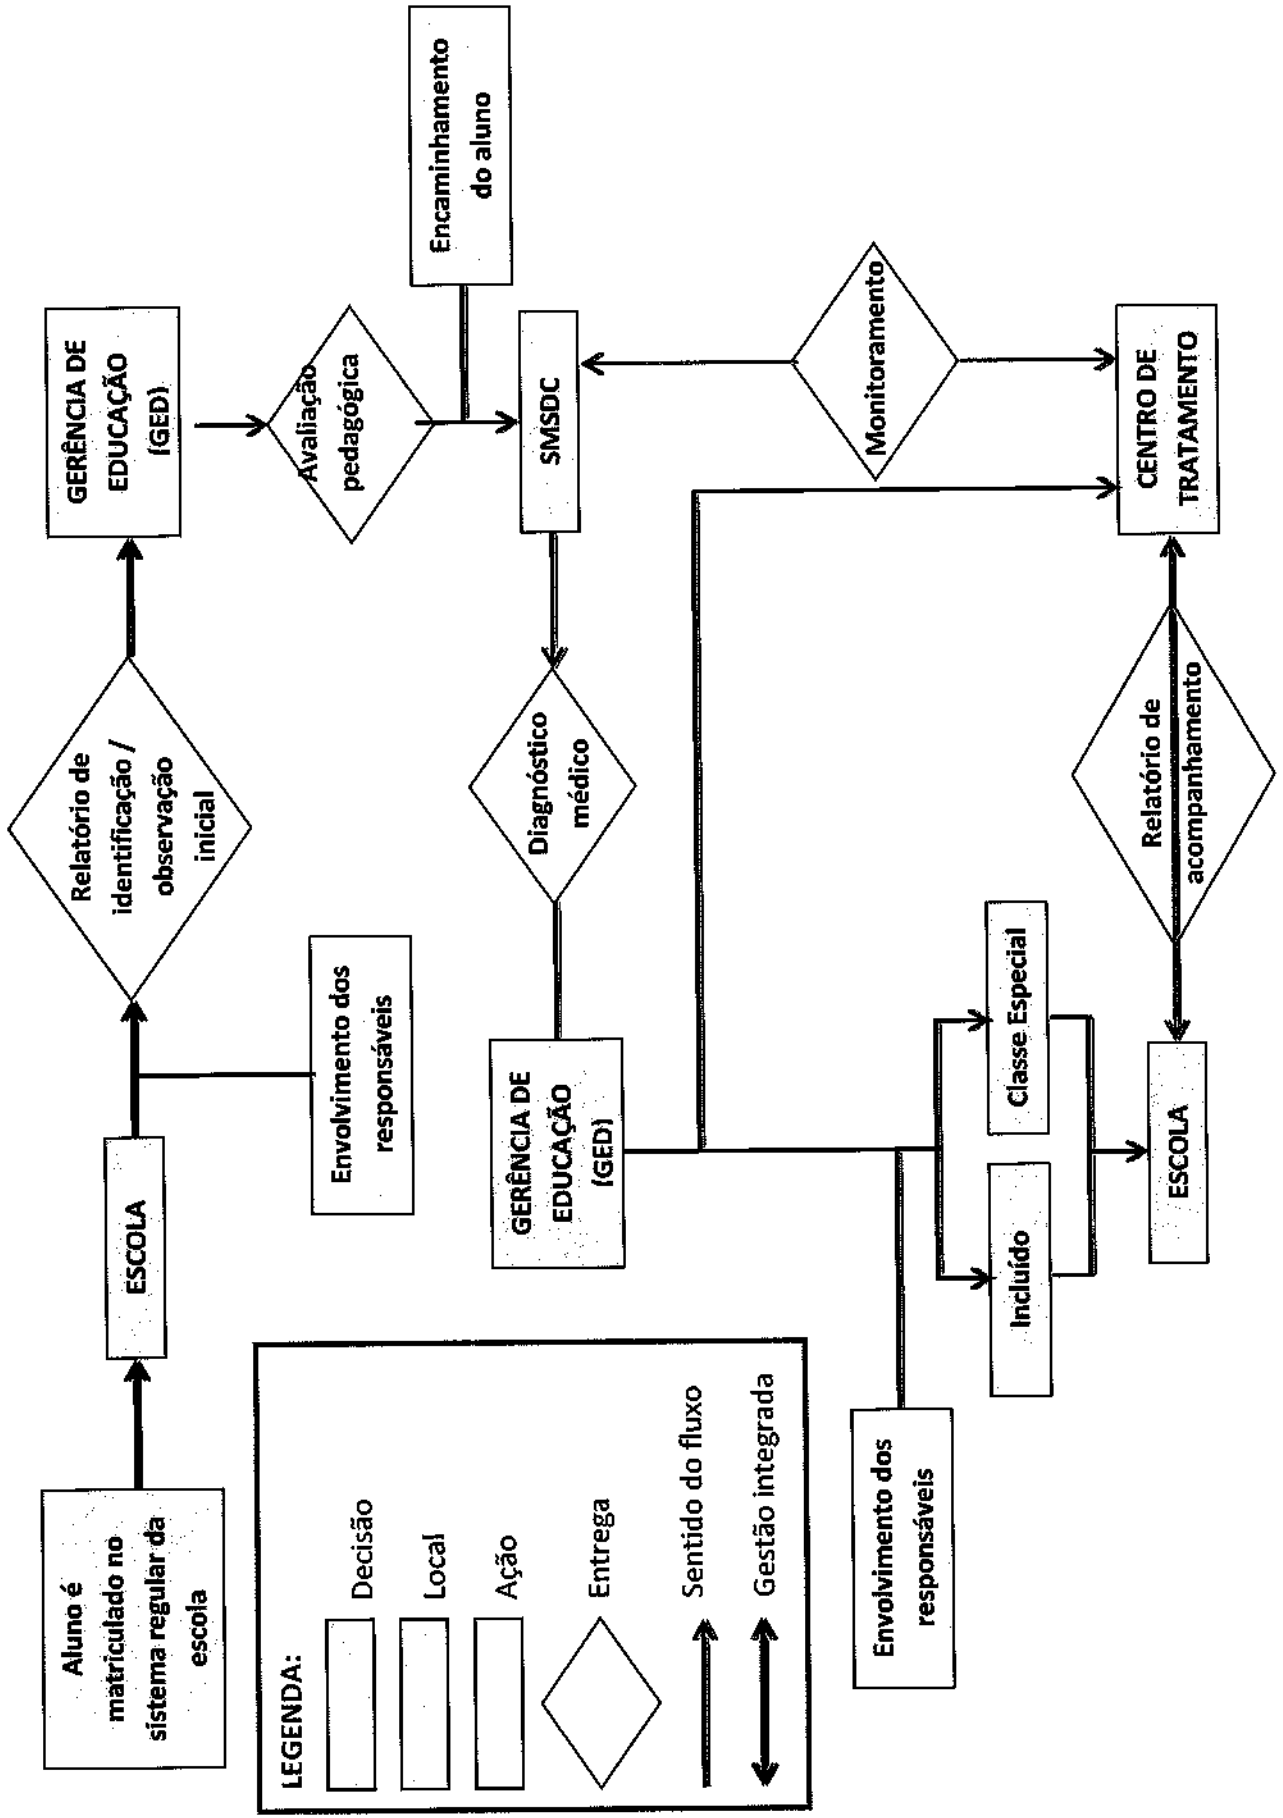 Aluno é
matriculado no
sistema regular da
escola
ESCOLA
Envolvimento dos
responsáveis
Relatório de
identificação /
observação
inicial
GERÊNCIA DE
EDUCAÇÃO
(GED)
Avaliação
pedagógica
Encaminhamento
do aluno
SMSDC
Diagnóstico
médico
GERÊNCIA DE
EDUCAÇÃO
(GED)
Envolvimento dos
responsáveis
Incluído
Classe Especial
ESCOLA
Relatório de
acompanhamento
CENTRO DE
TRATAMENTO
Monitoramento
LEGENDA:
Decisão
Local
Ação
Entrega
Sentido do fluxo
Gestão integrada